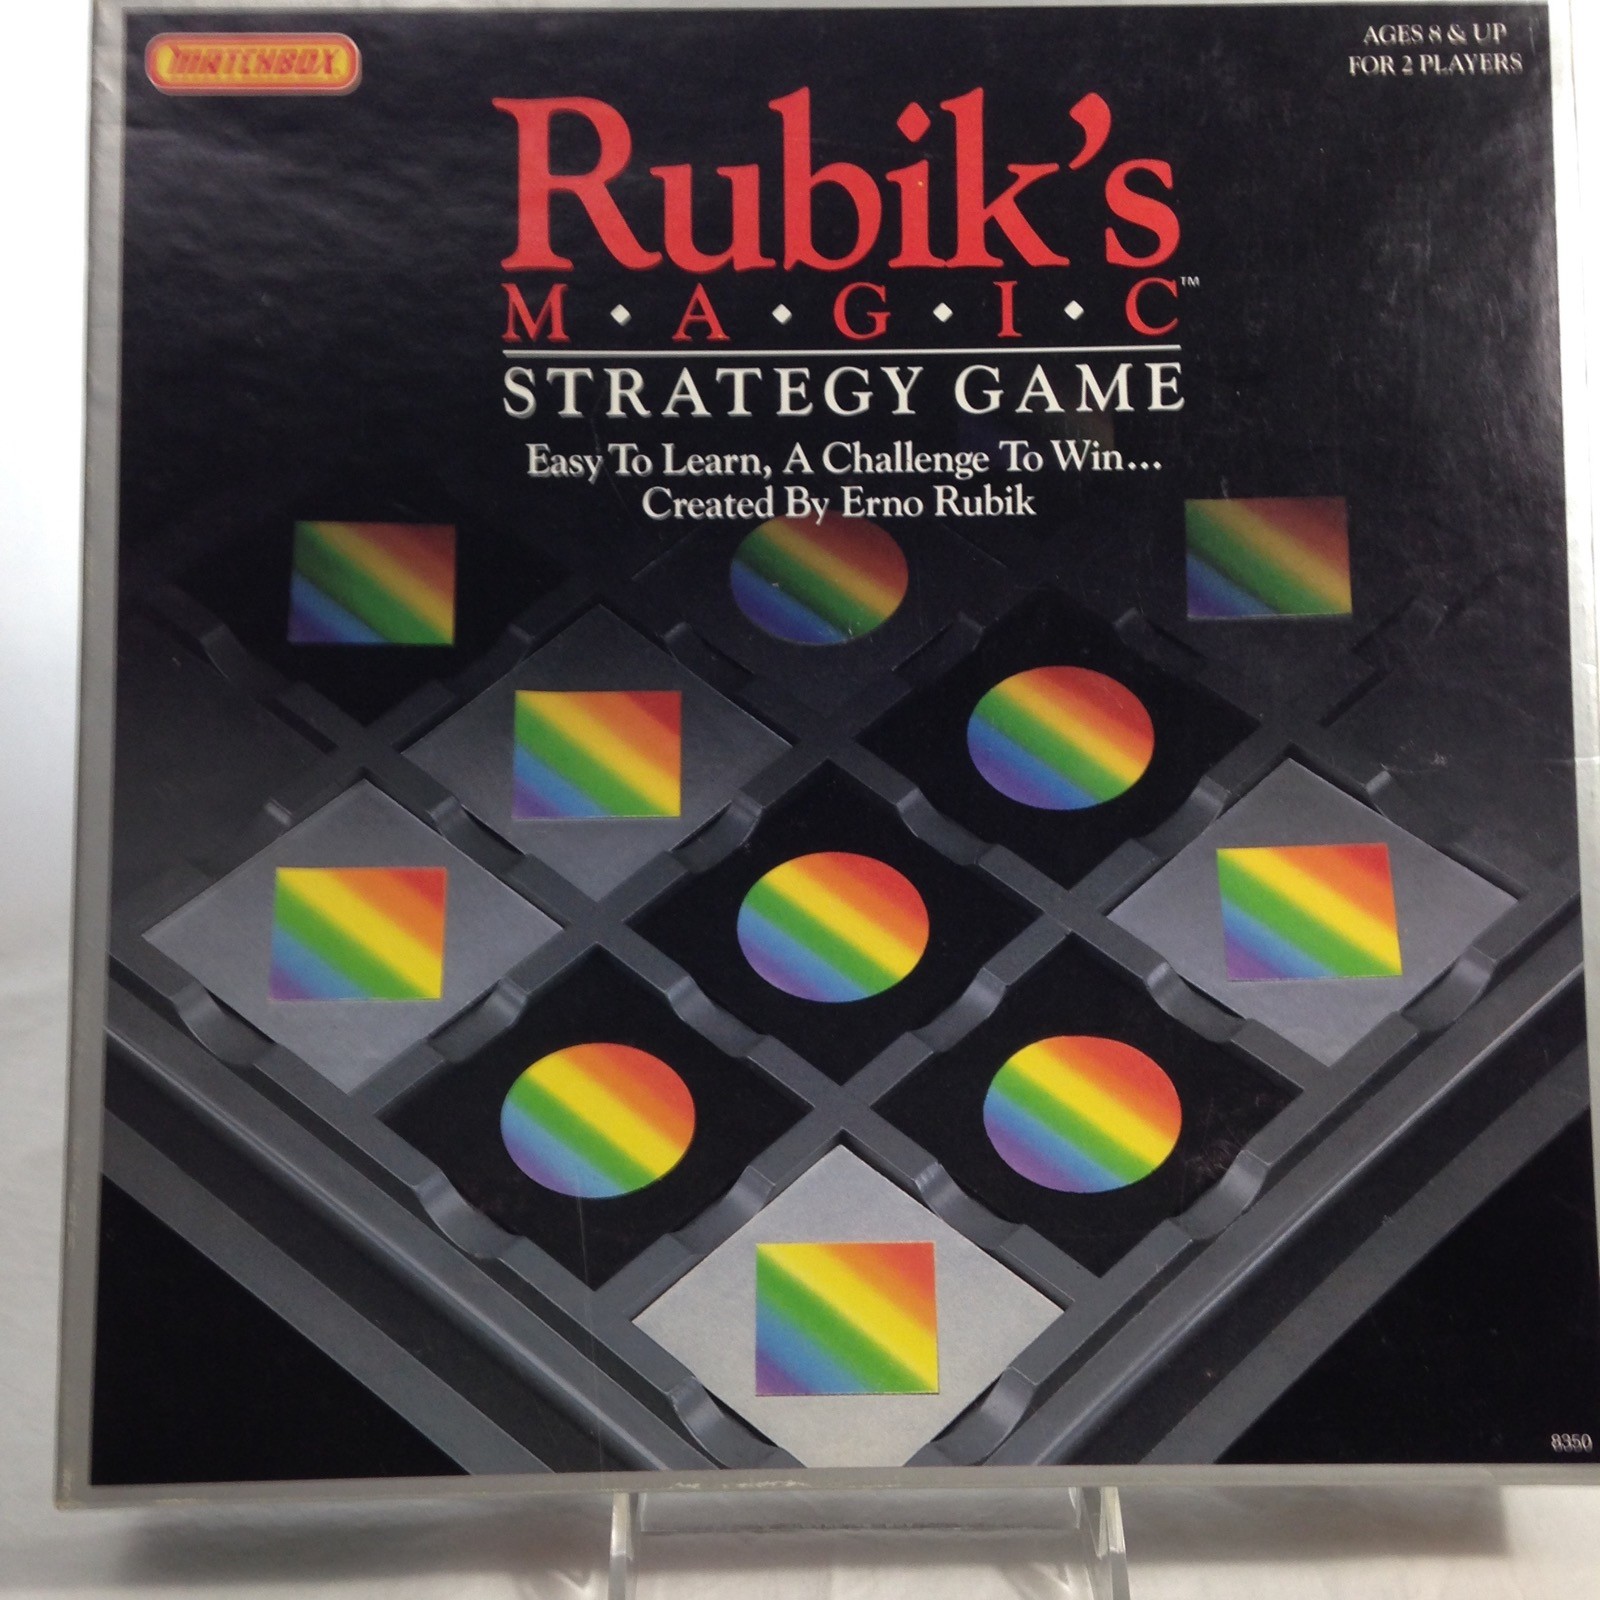 MATCHBOX
AGES 8 & UP
FOR 2 PLAYERS
Rubik's
M·A·G·I·C™
STRATEGY GAME
Easy To Learn, A Challenge To Win...
Created By Erno Rubik
8350